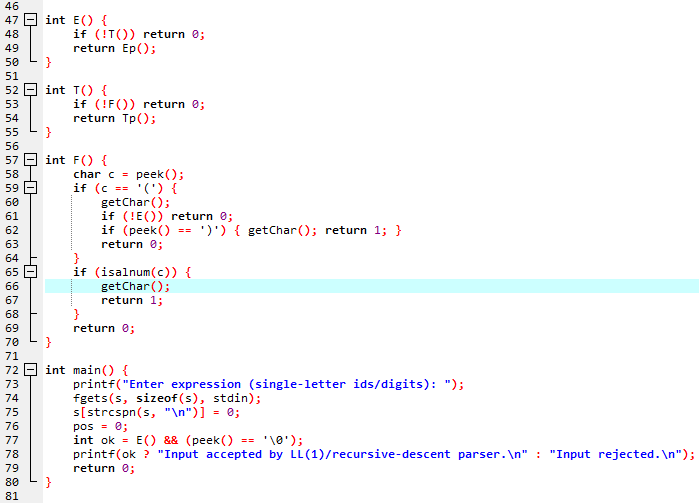 46
47 int E() {
48     if (!T()) return 0;
49     return Ep();
50 }
51
52 int T() {
53     if (!F()) return 0;
54     return Tp();
55 }
56
57 int F() {
58     char c = peek();
59     if (c == '(') {
60         getChar();
61         if (!E()) return 0;
62         if (peek() == ')') { getChar(); return 1; }
63         return 0;
64     }
65     if (isalnum(c)) {
66         getChar();
67         return 1;
68     }
69     return 0;
70 }
71
72 int main() {
73     printf("Enter expression (single-letter ids/digits): ");
74     fgets(s, sizeof(s), stdin);
75     s[strcspn(s, "\n")] = 0;
76     pos = 0;
77     int ok = E() && (peek() == '\0');
78     printf(ok ? "Input accepted by LL(1)/recursive-descent parser.\n" : "Input rejected.\n");
79     return 0;
80 }
81